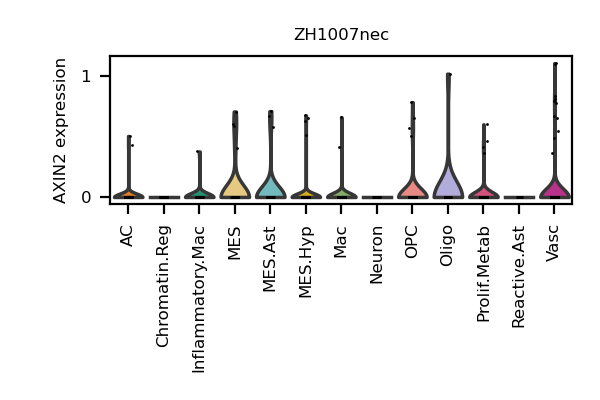 ZH1007nec
AXIN2 expression
1
0
AC
Chromatin.Reg
Inflammatory.Mac
MES
MES.Ast
MES.Hyp
Mac
Neuron
OPC
Oligo
Prolif.Metab
Reactive.Ast
Vasc